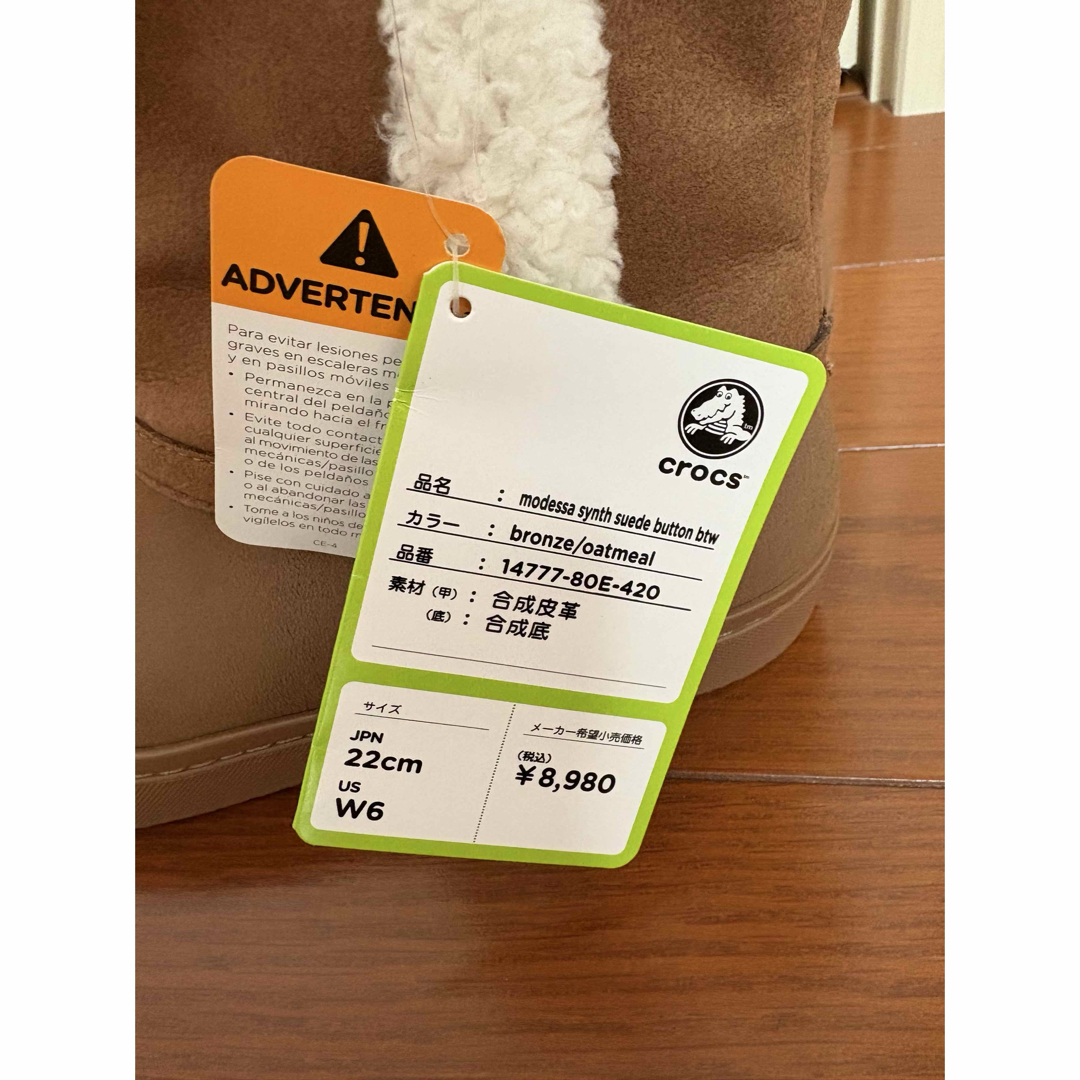 ADVERTEN
Para evitar lesiones pe
graves en escaleras m
y en pasillos móviles
• Permanezca en la p
central del peldaño
mirando hacia el fr
• Evite todo contact
cualquier superficie
al movimiento de las
mecánicas/pasillo
o de los peldaños
• Pise con cuidado a
o al abandonar las
mecánicas/pasillo
• Tome a los niños de
vigílelos en todo m
CE-4
crocs™
品名 : modessa synth suede button btw
カラー : bronze/oatmeal
品番 : 14777-80E-420
素材(甲): 合成皮革
(底): 合成底
サイズ
JPN
22cm
US
W6
メーカー希望小売価格
(税込)
¥8,980